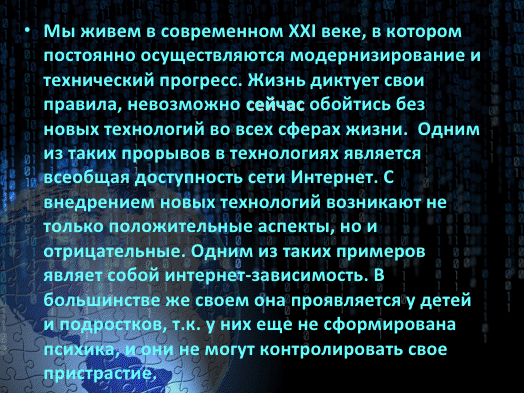 • Мы живем в современном XXI веке, в котором
постоянно осуществляются модернизирование и
технический прогресс. Жизнь диктует свои
правила, невозможно сейчас обойтись без
новых технологий во всех сферах жизни. Одним
из таких прорывов в технологиях является
всеобщая доступность сети Интернет. С
внедрением новых технологий возникают не
только положительные аспекты, но и
отрицательные. Одним из таких примеров
являет собой интернет-зависимость. В
большинстве же своем она проявляется у детей
и подростков, т.к. у них еще не сформирована
психика, и они не могут контролировать свое
пристрастие.